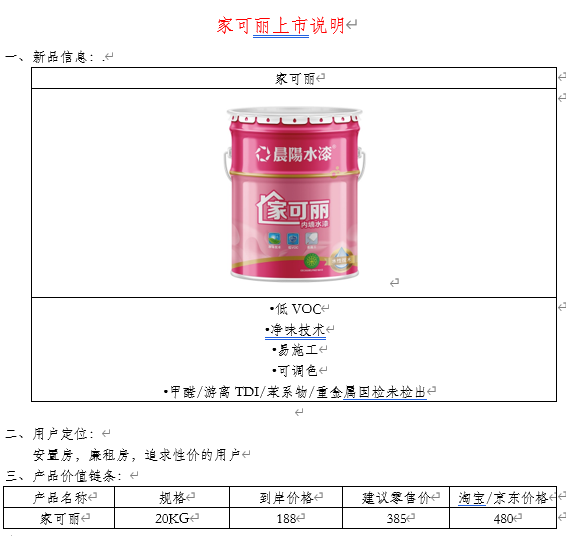 家可丽上市说明
一、新品信息：.
家可丽
晨陽水漆
家可丽
内墙水漆
•低 VOC
•净味技术
•易施工
•可调色
•甲醛/游离 TDI/苯系物/重金属国检未检出
二、用户定位：
安置房，廉租房，追求性价的用户
三、产品价值链条：
产品名称 规格 到岸价格 建议零售价 淘宝/京东价格
家可丽 20KG 188 385 480